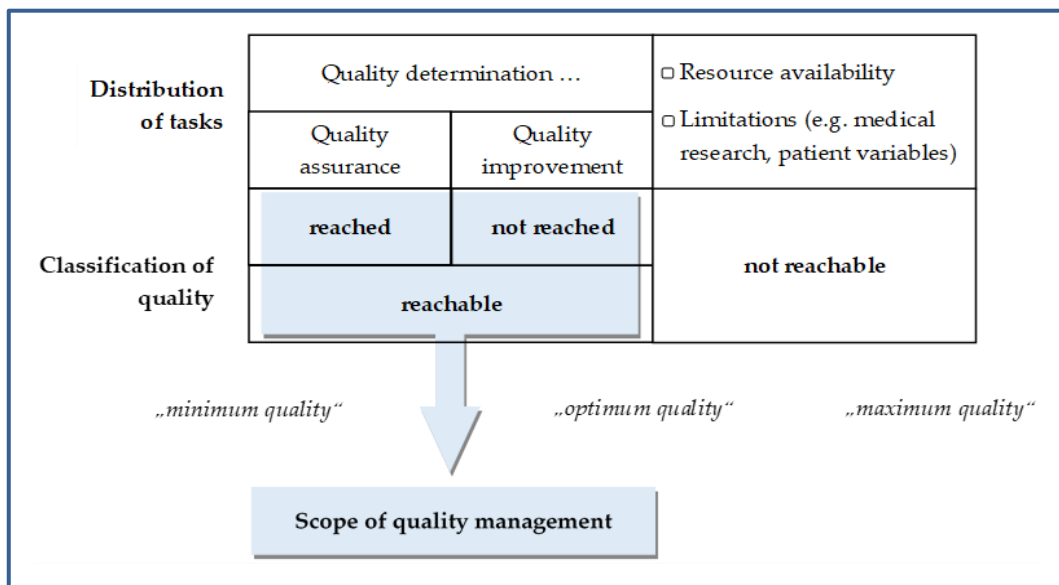 Distribution
of tasks
Quality determination …
▢ Resource availability
▢ Limitations (e.g. medical
research, patient variables)
Quality
assurance
Quality
improvement
Classification of
quality
reached
not reached
not reachable
reachable
„minimum quality“
„optimum quality“
„maximum quality“
Scope of quality management